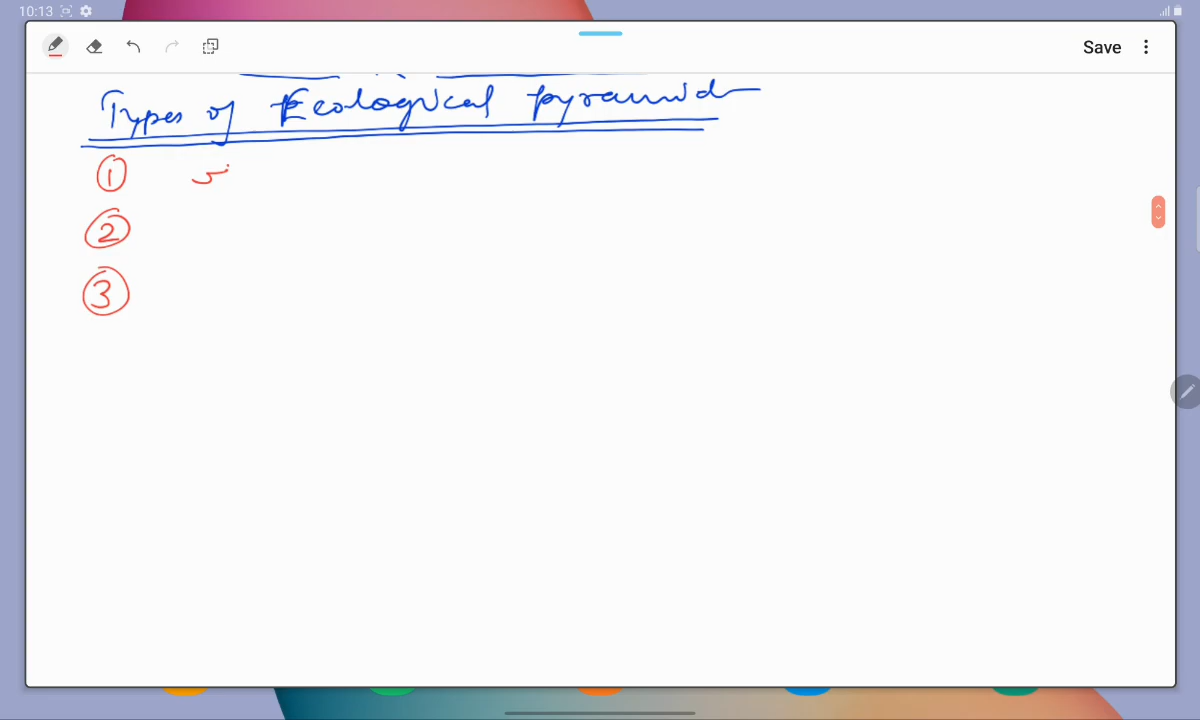 10:13
Save
Types of Ecological pyramid
①
②
③